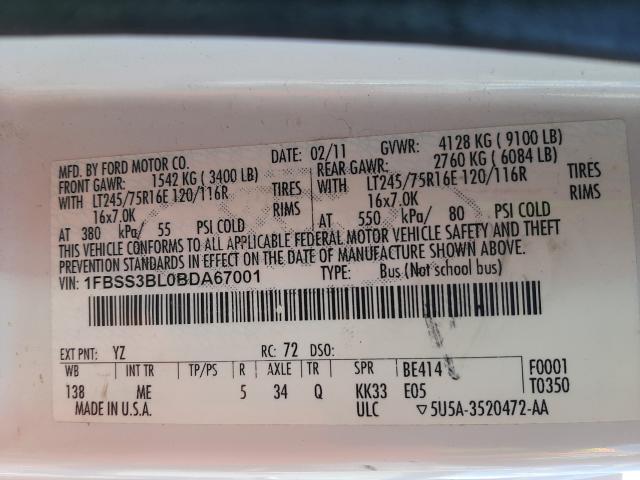 MFD. BY FORD MOTOR CO. DATE: 02/11 GVWR: 4128 KG ( 9100 LB)
FRONT GAWR: 1542 KG ( 3400 LB) REAR GAWR: 2760 KG ( 6084 LB)
WITH LT245/75R16E 120/116R TIRES WITH LT245/75R16E 120/116R TIRES
16x7.0K RIMS 16x7.0K RIMS
AT 380 kPa/ 55 PSI COLD AT 550 kPa/ 80 PSI COLD
THIS VEHICLE CONFORMS TO ALL APPLICABLE FEDERAL MOTOR VEHICLE SAFETY AND THEFT
PREVENTION STANDARDS IN EFFECT ON THE DATE OF MANUFACTURE SHOWN ABOVE.
VIN: 1FBSS3BL0BDA67001 TYPE: Bus (Not school bus)
EXT PNT: YZ RC: 72 DSO:
WB INT TR TP/PS R AXLE TR SPR BE414 F0001
138 ME 5 34 Q KK33 E05 T0350
MADE IN U.S.A. ULC ▽5U5A-3520472-AA